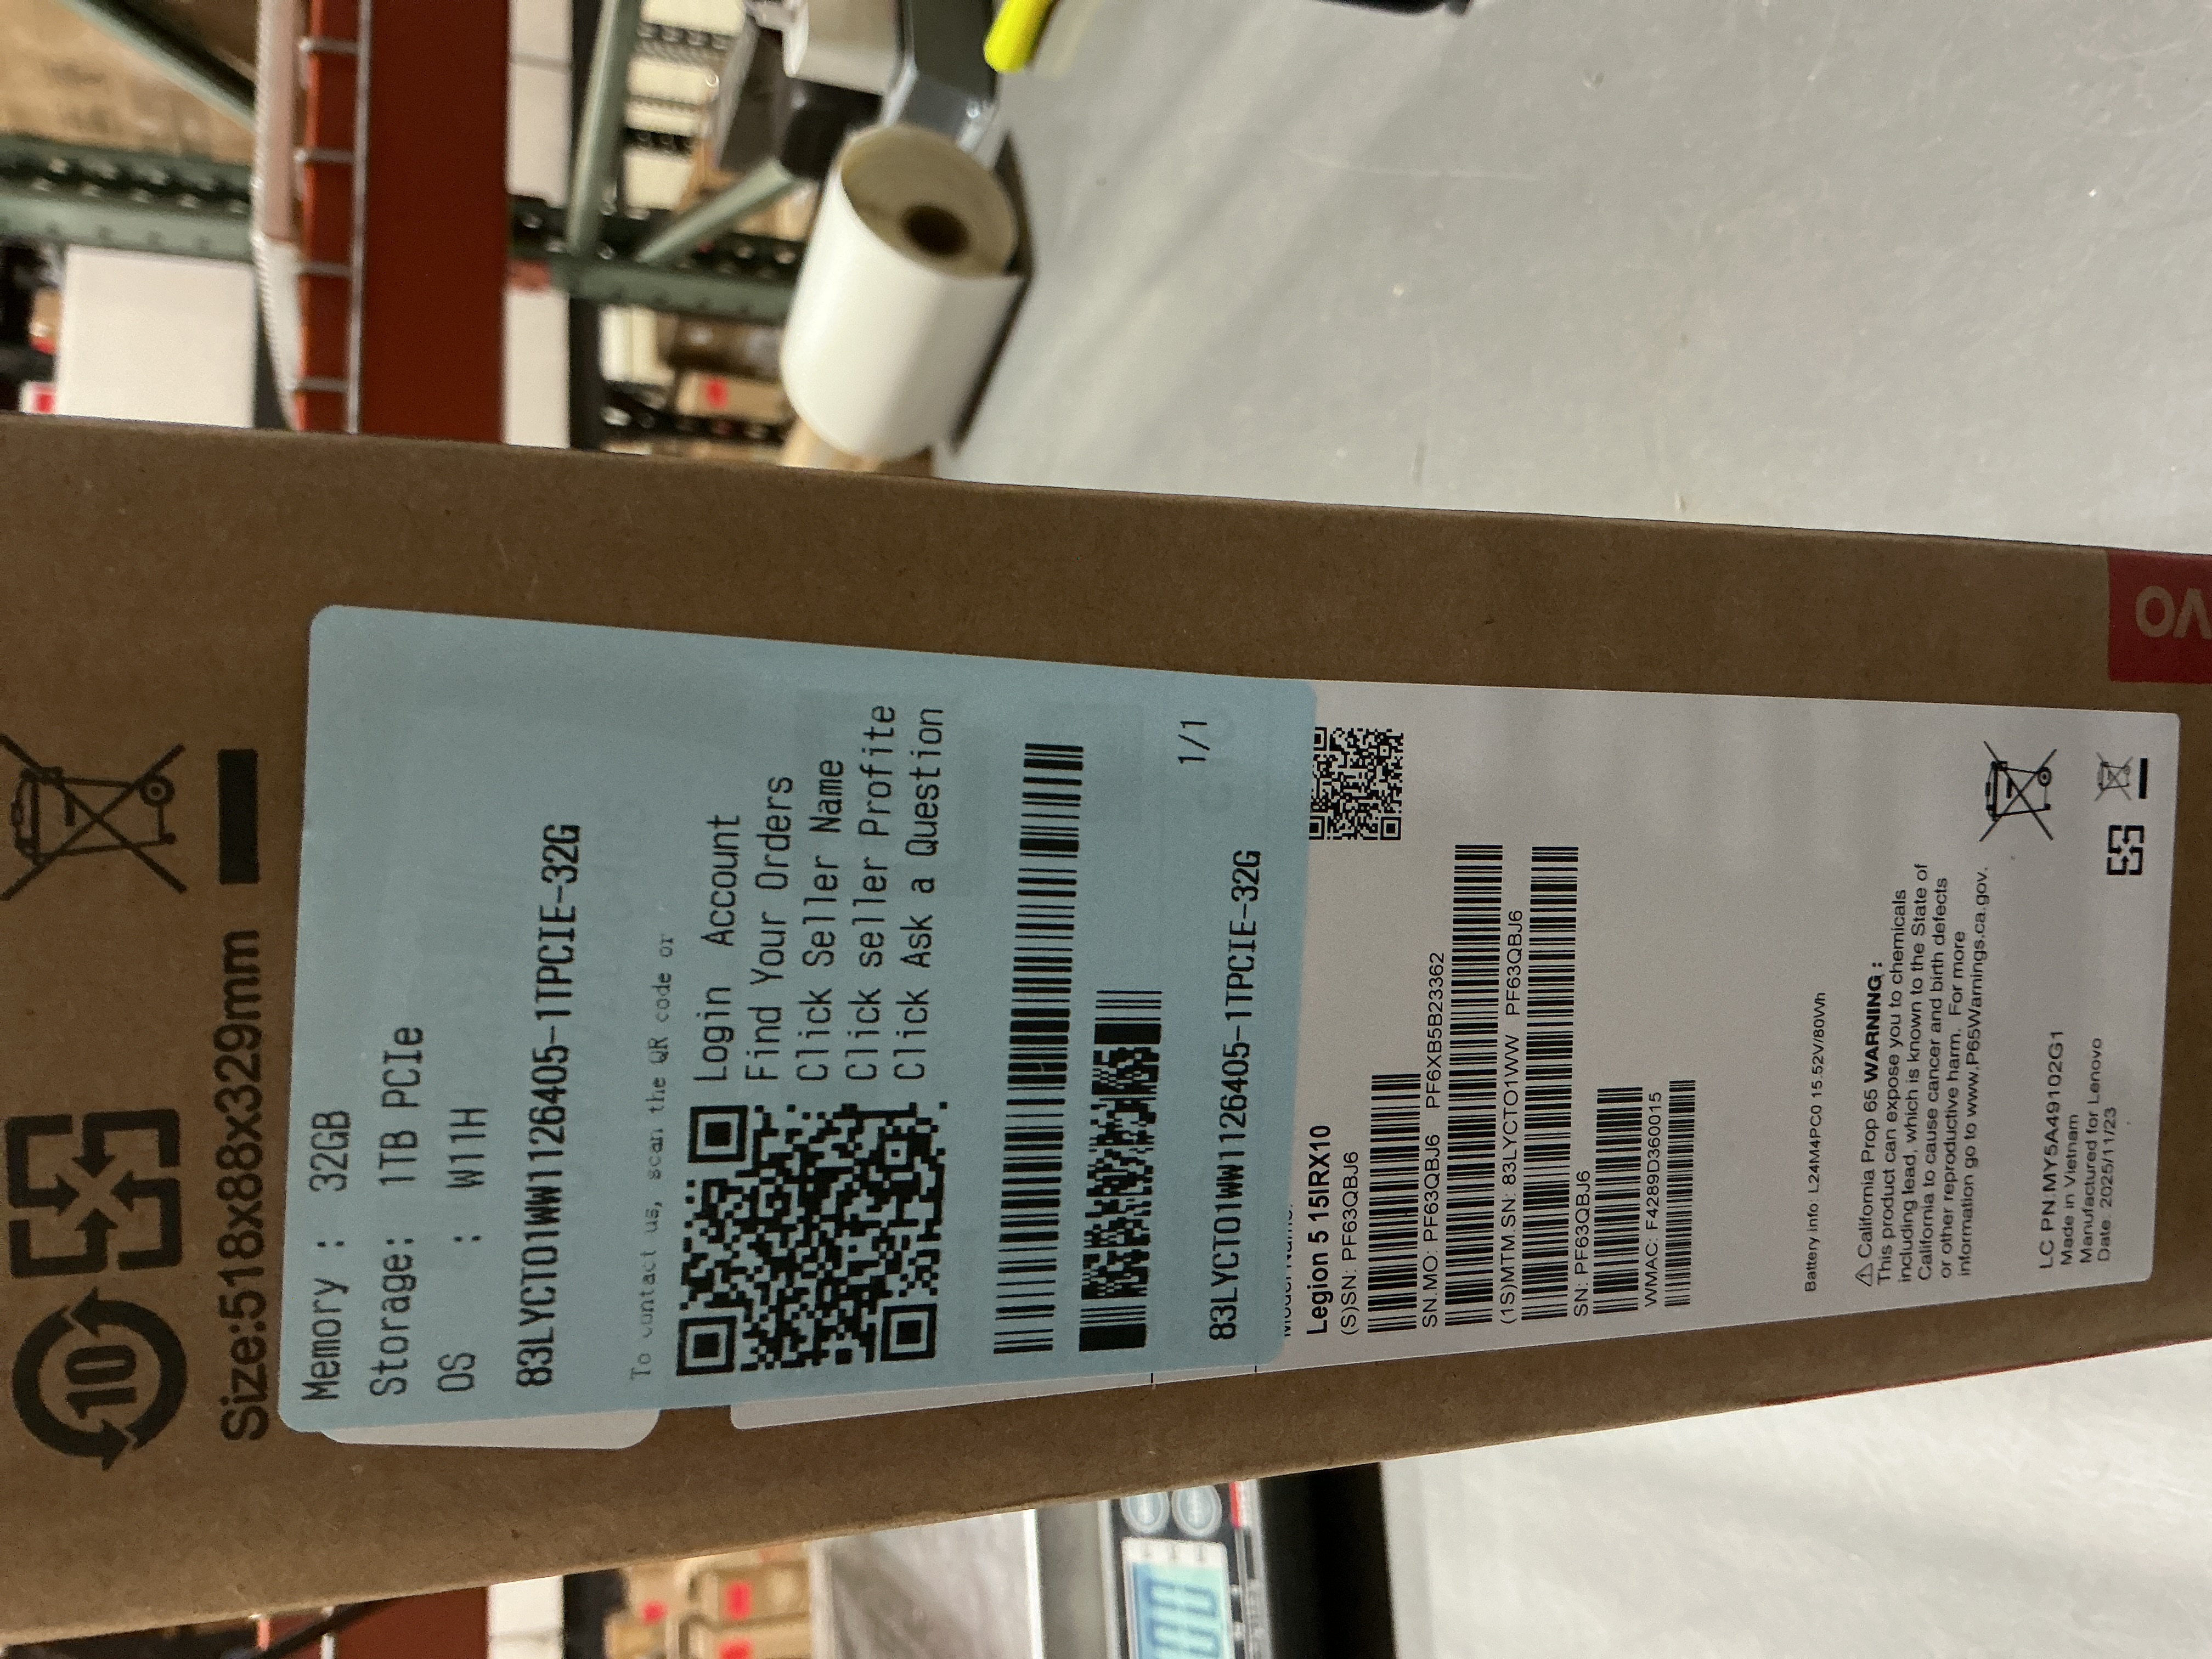 10
Size:518x88x329mm
Memory : 32GB
Storage: 1TB PCIe
OS : W11H
83LYCTO1WW1126405-1TPCIE-32G
To contact us, scan the QR code or
Login Account
Find Your Orders
Click Seller Name
Click seller Profite
Click Ask a Question
1/1
83LYCTO1WW1126405-1TPCIE-32G
Legion 5 15IRX10
(S)SN: PF63QBJ6
SN.MO: PF63QBJ6 PF6XB5B23362
(1S)MTM.SN: 83LYCTO1WW PF63QBJ6
SN: PF63QBJ6
WMAC: F4289D360015
Battery info: L24M4PC0 15.52V/80Wh
⚠ California Prop 65 WARNING :
This product can expose you to chemicals
including lead, which is known to the State of
California to cause cancer and birth defects
or other reproductive harm. For more
information go to www.P65Warnings.ca.gov.
LC PN:MY5A49102G1
Made in Vietnam
Manufactured for Lenovo
Date: 2025/11/23
VO